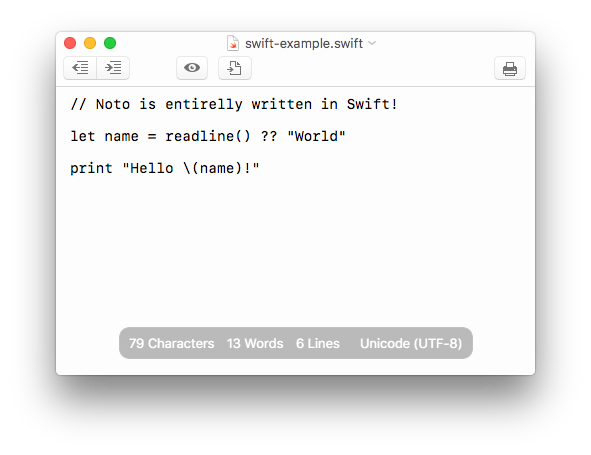 swift-example.swift
// Noto is entirelly written in Swift!
let name = readline() ?? "World"
print "Hello \(name)!"
79 Characters 13 Words 6 Lines Unicode (UTF-8)